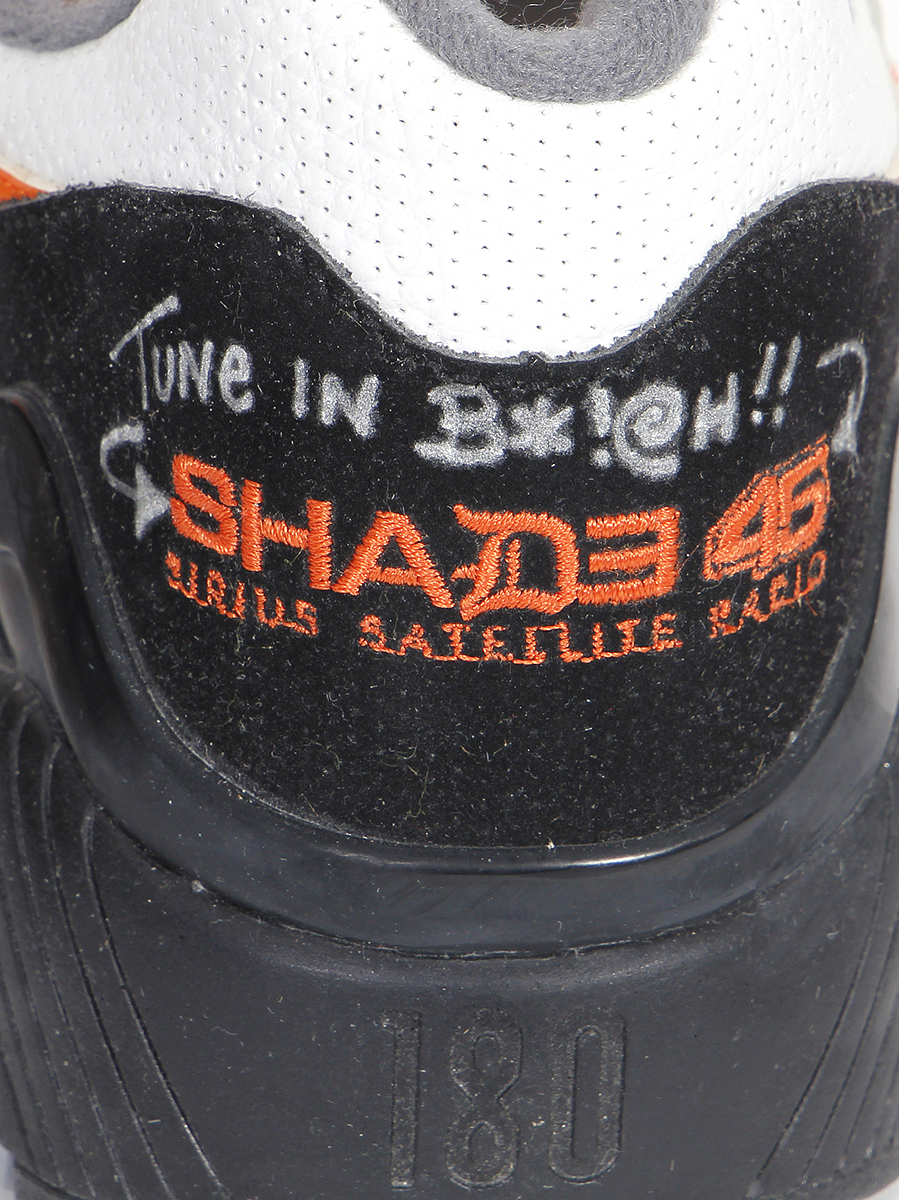 TUNe IN B*!@H!!
SHADE 45
SIRIUS SATELLITE RADIO
180